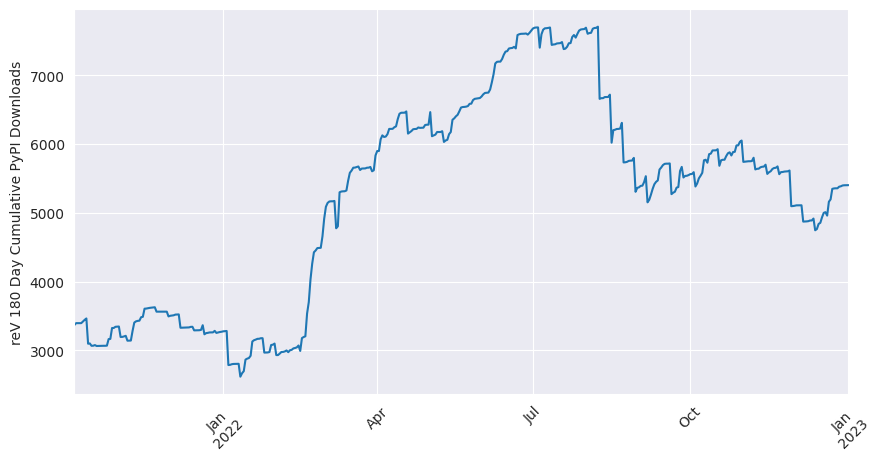 reV 180 Day Cumulative PyPI Downloads
7000
6000
5000
4000
3000
Jan
2022
Apr
Jul
Oct
Jan
2023